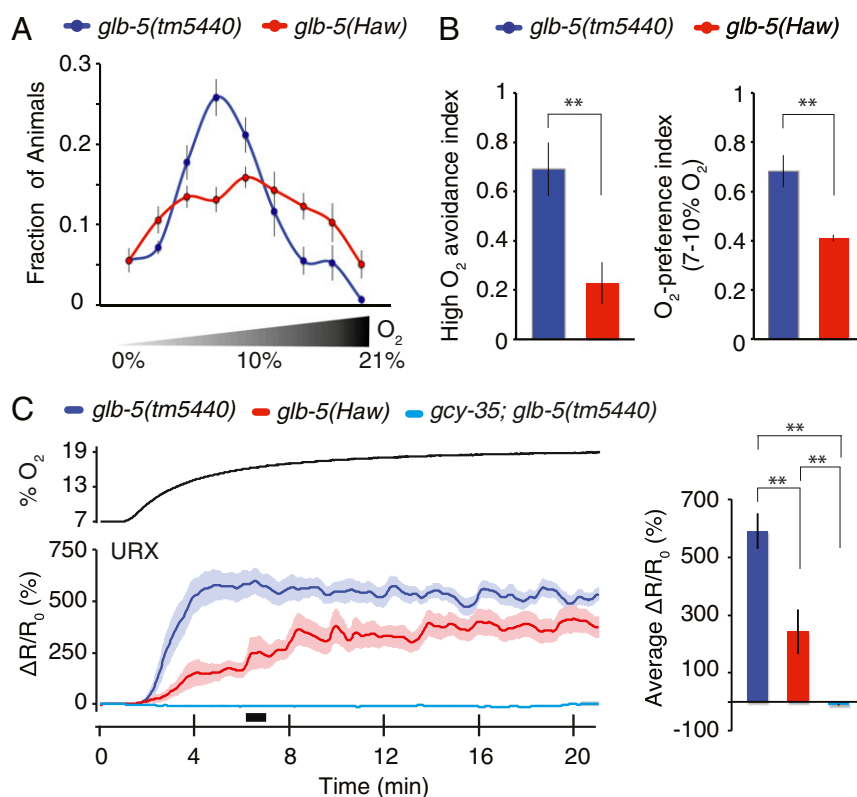 A
glb-5(tm5440) glb-5(Haw)
Fraction of Animals
0.3
0.2
0.1
0
O2
0% 10% 21%
B
glb-5(tm5440) glb-5(Haw)
High O2 avoidance index
1
0.8
0.6
0.4
0.2
0
**
O2-preference index
(7-10% O2)
1
0.8
0.6
0.4
0.2
0
**
C
glb-5(tm5440) glb-5(Haw) gcy-35; glb-5(tm5440)
% O2
19
13
7
URX
ΔR/R0 (%)
750
500
250
0
0 4 8 12 16 20
Time (min)
Average ΔR/R0 (%)
700
500
300
100
-100
**
**
**